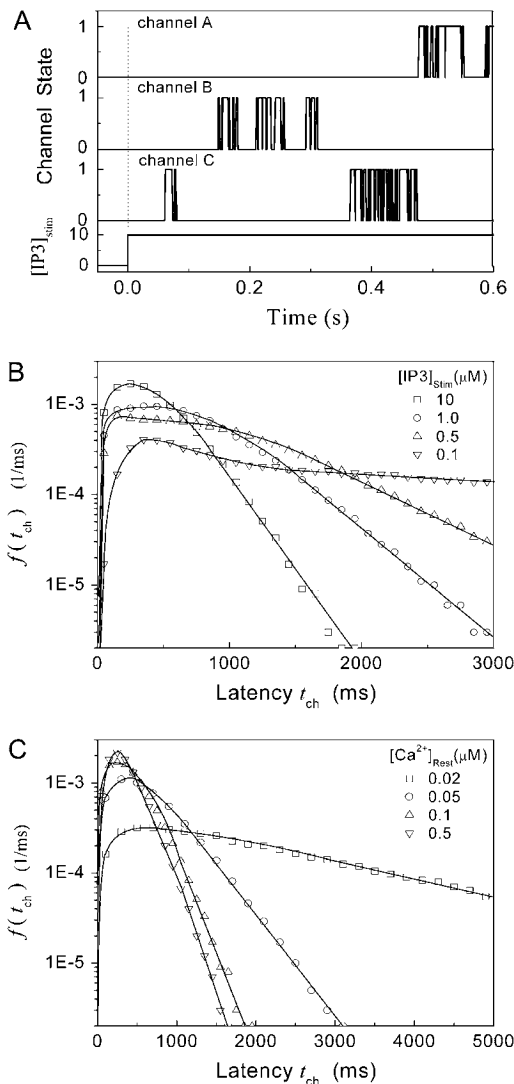 A
channel A
1
0
channel B
1
0
channel C
1
0
10
0
Channel State
[IP3]stim
0.0 0.2 0.4 0.6
Time (s)
B
[IP3]Stim(μM)
10
1.0
0.5
0.1
1E-3
1E-4
1E-5
f(tch) (1/ms)
0 1000 2000 3000
Latency tch (ms)
C
[Ca2+]Rest(μM)
0.02
0.05
0.1
0.5
1E-3
1E-4
1E-5
f(tch) (1/ms)
0 1000 2000 3000 4000 5000
Latency tch (ms)